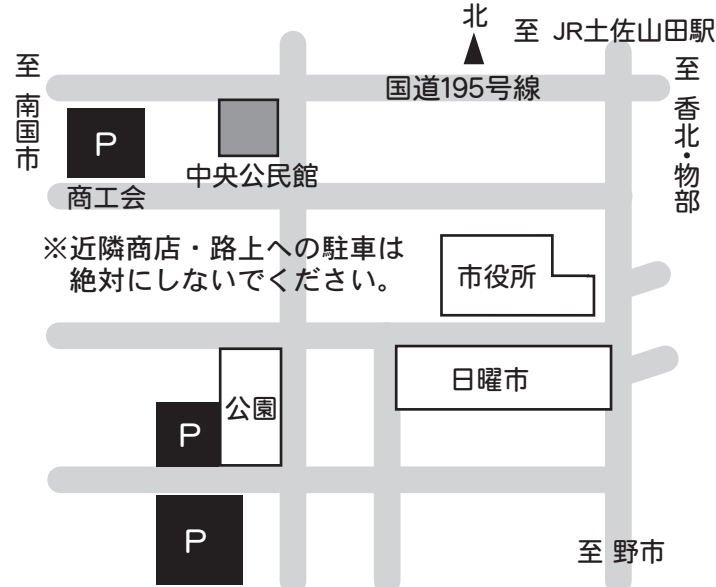 北
至 JR土佐山田駅
至 南国市
国道195号線
至 香北・物部
P
商工会
中央公民館
※近隣商店・路上への駐車は
絶対にしないでください。
市役所
日曜市
公園
P
P
至 野市